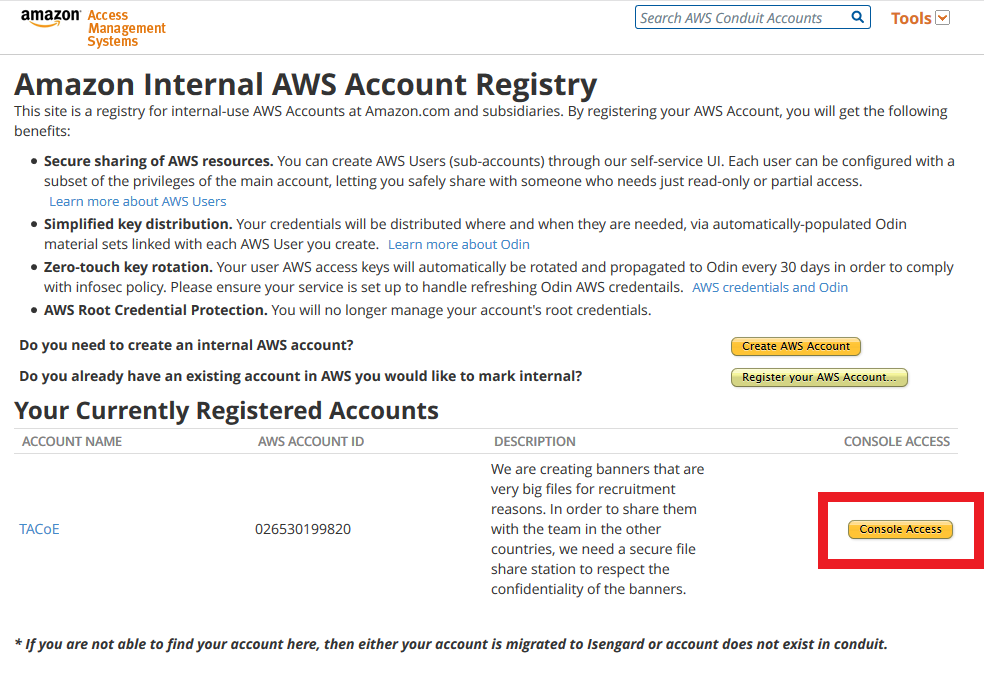 amazon Access
Management
Systems
Search AWS Conduit Accounts
Tools
Amazon Internal AWS Account Registry
This site is a registry for internal-use AWS Accounts at Amazon.com and subsidiaries. By registering your AWS Account, you will get the following
benefits:
• Secure sharing of AWS resources. You can create AWS Users (sub-accounts) through our self-service UI. Each user can be configured with a
subset of the privileges of the main account, letting you safely share with someone who needs just read-only or partial access.
Learn more about AWS Users
• Simplified key distribution. Your credentials will be distributed where and when they are needed, via automatically-populated Odin
material sets linked with each AWS User you create. Learn more about Odin
• Zero-touch key rotation. Your user AWS access keys will automatically be rotated and propagated to Odin every 30 days in order to comply
with infosec policy. Please ensure your service is set up to handle refreshing Odin AWS credentails. AWS credentials and Odin
• AWS Root Credential Protection. You will no longer manage your account's root credentials.
Do you need to create an internal AWS account? Create AWS Account
Do you already have an existing account in AWS you would like to mark internal? Register your AWS Account...
Your Currently Registered Accounts
ACCOUNT NAME AWS ACCOUNT ID DESCRIPTION CONSOLE ACCESS
We are creating banners that are
very big files for recruitment
reasons. In order to share them
TACoE 026530199820 with the team in the other Console Access
countries, we need a secure file
share station to respect the
confidentiality of the banners.
* If you are not able to find your account here, then either your account is migrated to Isengard or account does not exist in conduit.